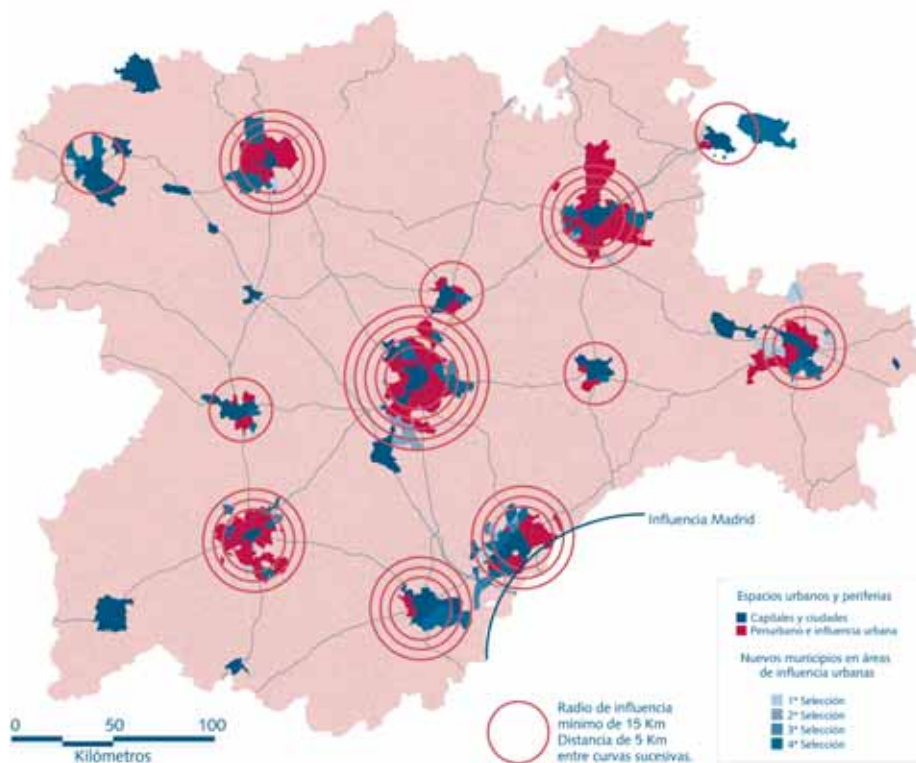 Influencia Madrid
Espacios urbanos y periferias
Capitales y ciudades
Periurbano e influencia urbana
Nuevos municipios en áreas
de influencia urbanas
1ª Selección
2ª Selección
3ª Selección
4ª Selección
Radio de influencia
mínimo de 15 Km
Distancia de 5 Km
entre curvas sucesivas.
0 50 100
Kilómetros